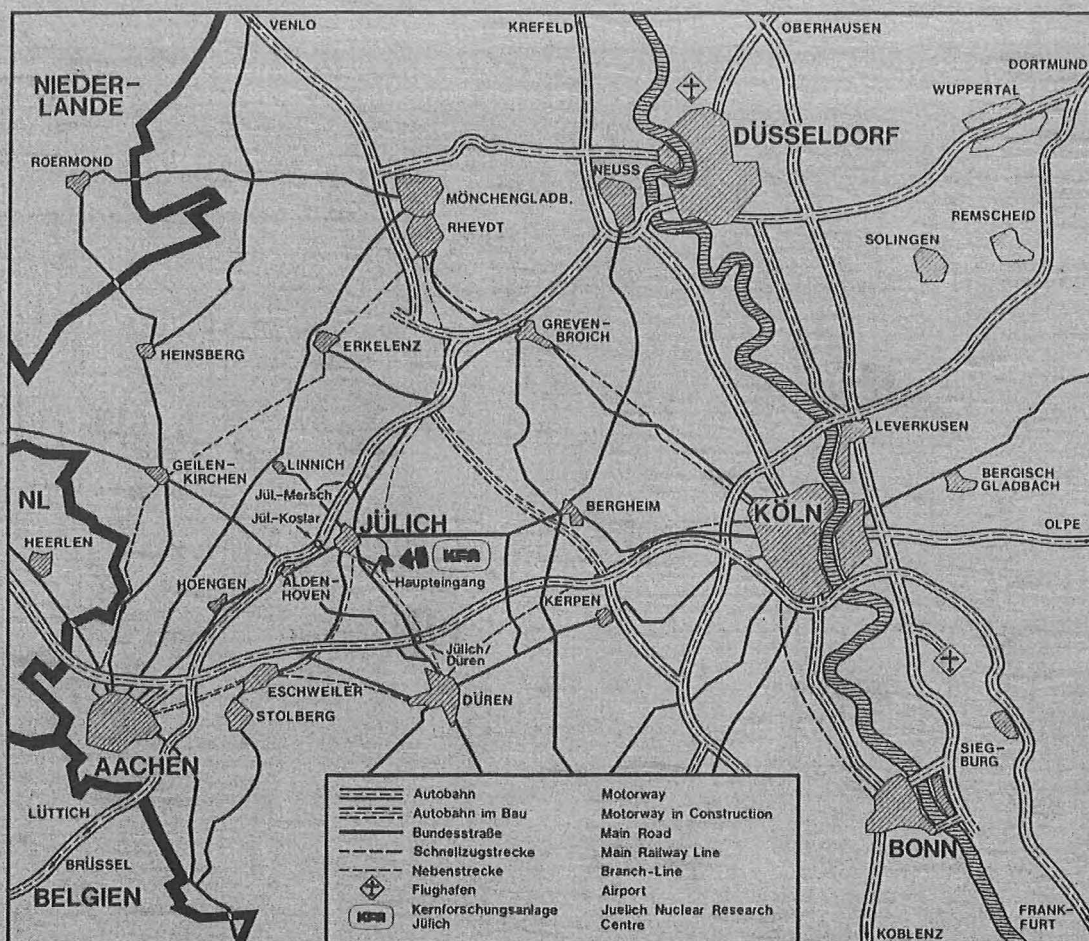 VENLO
KREFELD
OBERHAUSEN
DORTMUND
NIEDER-
LANDE
WUPPERTAL
DÜSSELDORF
ROERMOND
NEUSS
MÖNCHENGLADB.
RHEYDT
REMSCHEID
SOLINGEN
GREVEN-
BROICH
ERKELENZ
HEINSBERG
LEVERKUSEN
GEILEN-
KIRCHEN
LINNICH
BERGISCH
GLADBACH
NL
Jül.-Mersch
BERGHEIM
KÖLN
Jül.-Koslar
JÜLICH
OLPE
HEERLEN
KFA
HOENGEN
ALDEN-
HOVEN
Haupteingang
KERPEN
Jülich/
Düren
ESCHWEILER
DÜREN
STOLBERG
AACHEN
SIEG-
BURG
LÜTTICH
BONN
BRÜSSEL
BELGIEN
FRANK-
FURT
KOBLENZ
Autobahn Motorway
Autobahn im Bau Motorway in Construction
Bundesstraße Main Road
Schnellzugstrecke Main Railway Line
Nebenstrecke Branch-Line
Flughafen Airport
KFA Kernforschungsanlage Juelich Nuclear Research
Jülich Centre